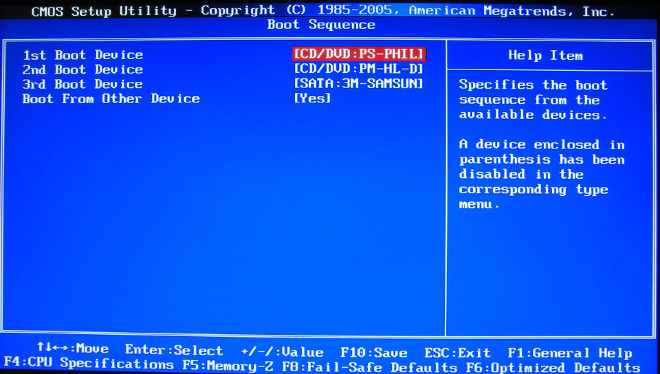 CMOS Setup Utility - Copyright (C) 1985-2005, American Megatrends, Inc.
Boot Sequence
1st Boot Device [CD/DVD:PS-PHIL]
2nd Boot Device [CD/DVD:PM-HL-D]
3rd Boot Device [SATA:3M-SAMSUN]
Boot From Other Device [Yes]
Help Item
Specifies the boot
sequence from the
available devices.
A device enclosed in
parenthesis has been
disabled in the
corresponding type
menu.
↑↓←→:Move Enter:Select +/-/:Value F10:Save ESC:Exit F1:General Help
F4:CPU Specifications F5:Memory-Z F8:Fail-Safe Defaults F6:Optimized Defaults